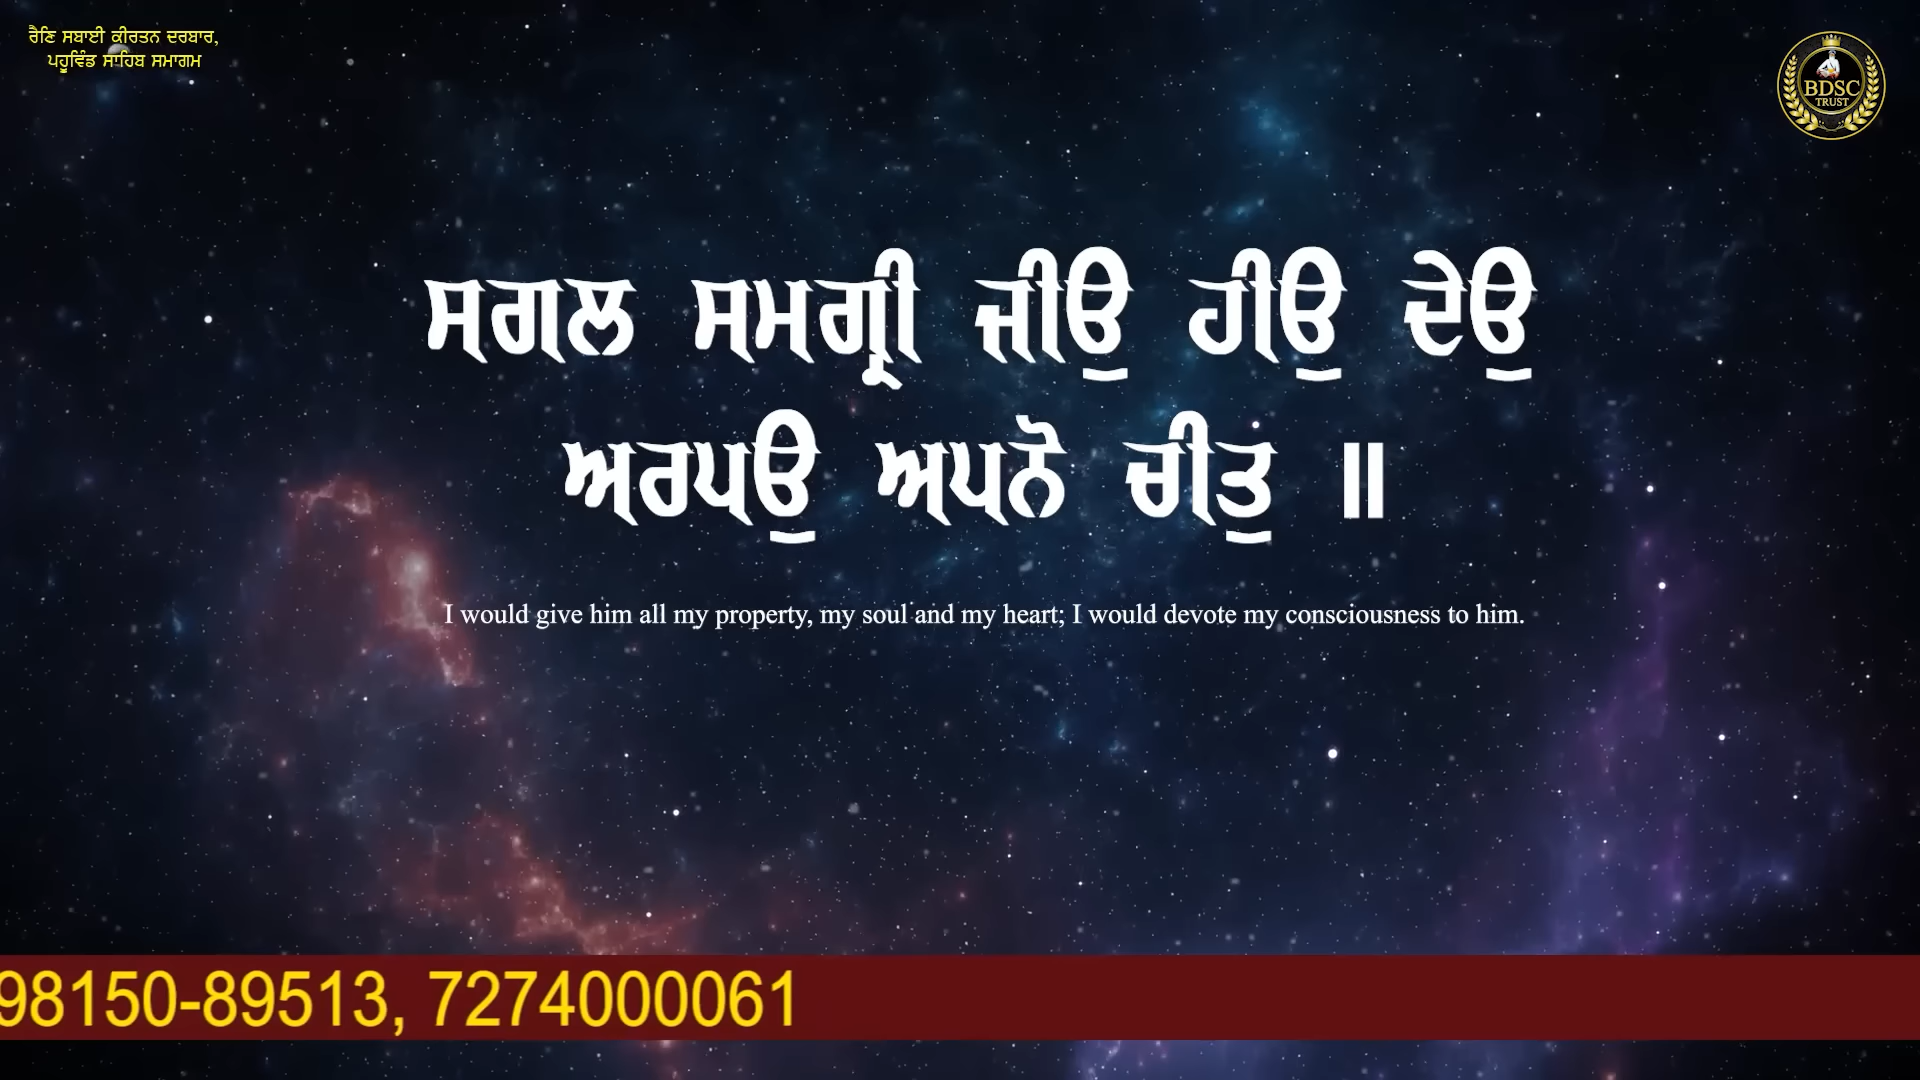 ਰੈਣਿ ਸਬਾਈ ਕੀਰਤਨ ਦਰਬਾਰ,
ਪਹੂਵਿੰਡ ਸਾਹਿਬ ਸਮਾਗਮ
BDSC
TRUST
ਸਗਲ ਸਮਗ੍ਰੀ ਜੀਉ ਹੀਉ ਦੇਉ
ਅਰਪਉ ਅਪਨੋ ਚੀਤੁ ॥
I would give him all my property, my soul and my heart; I would devote my consciousness to him.
98150-89513, 7274000061